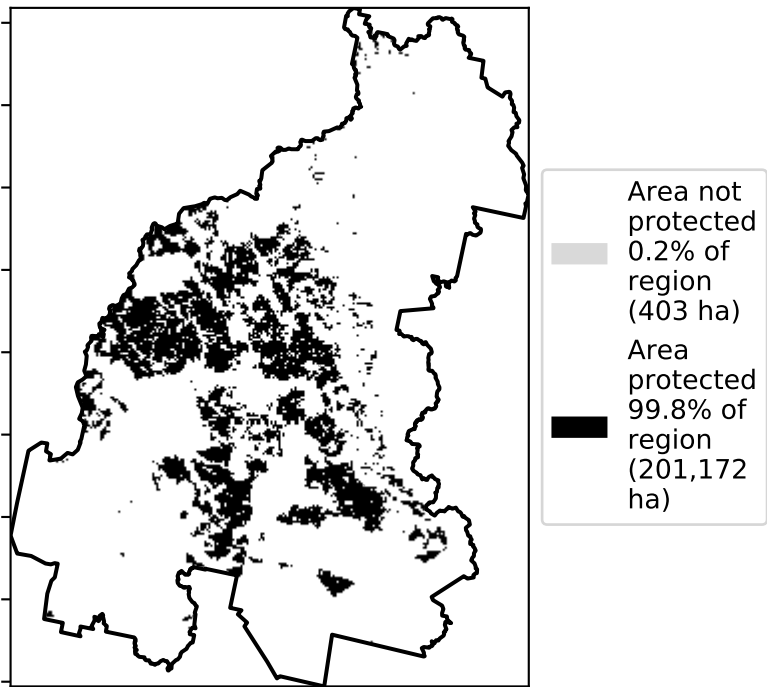 Area not
protected
0.2% of
region
(403 ha)
Area
protected
99.8% of
region
(201,172
ha)